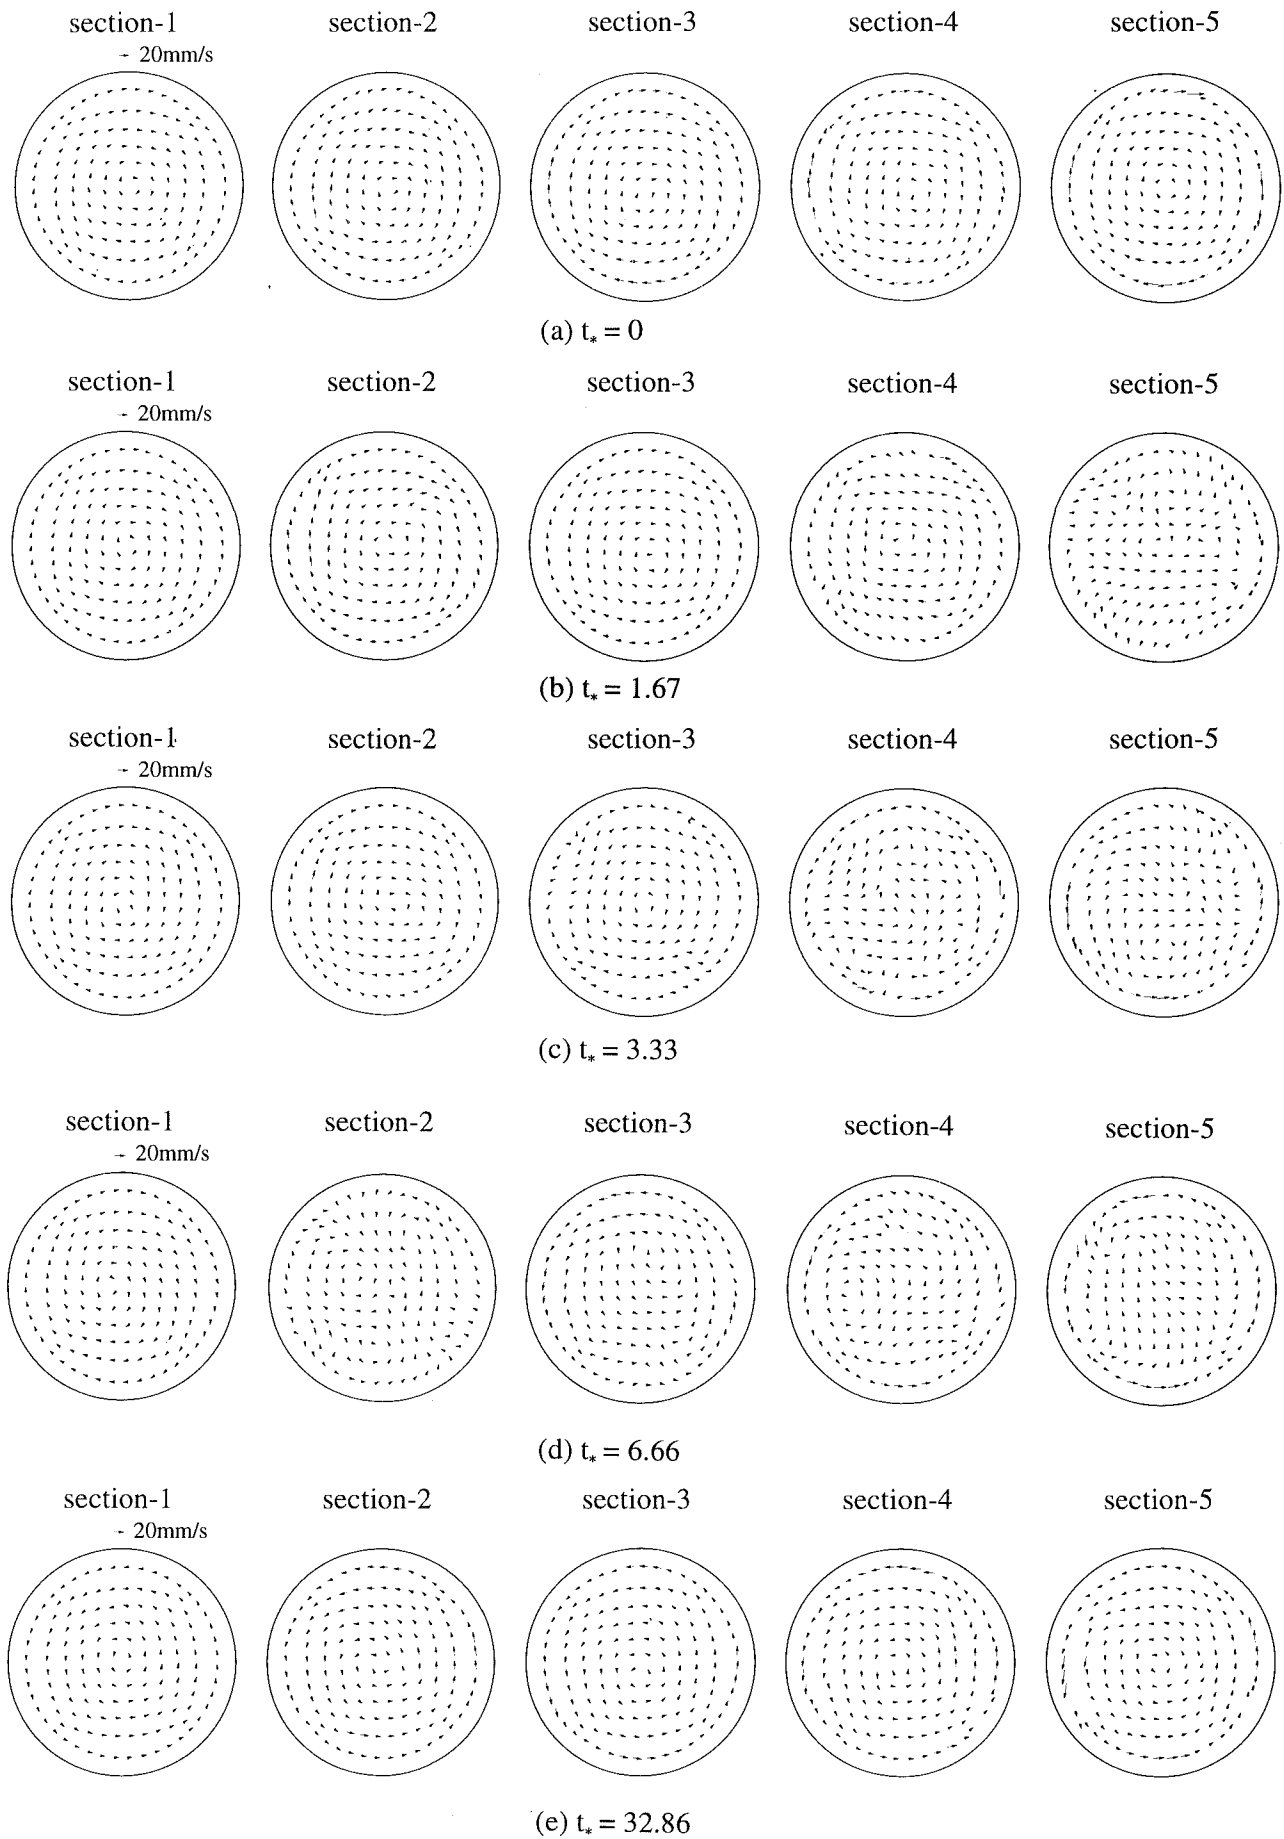 section-1 section-2 section-3 section-4 section-5
20mm/s
(a) t* = 0
section-1 section-2 section-3 section-4 section-5
20mm/s
(b) t* = 1.67
section-1 section-2 section-3 section-4 section-5
20mm/s
(c) t* = 3.33
section-1 section-2 section-3 section-4 section-5
20mm/s
(d) t* = 6.66
section-1 section-2 section-3 section-4 section-5
20mm/s
(e) t* = 32.86